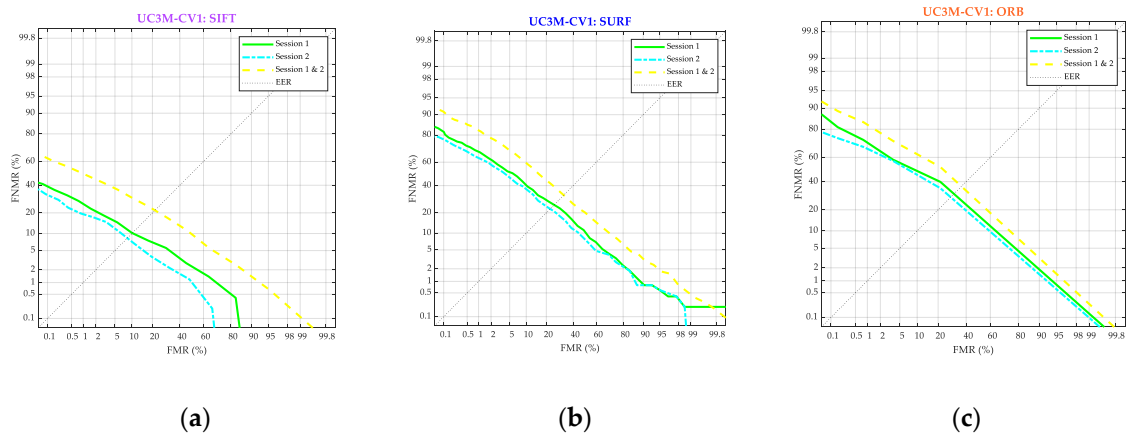 UC3M-CV1: SIFT
99.8
99
98
95
90
80
60
40
20
10
5
2
1
0.5
0.1
FNMR (%)
Session 1
Session 2
Session 1 & 2
EER
0.1 0.5 1 2 5 10 20 40 60 80 90 95 98 99 99.8
FMR (%)
(a)
UC3M-CV1: SURF
99.8
99
98
95
90
80
60
40
20
10
5
2
1
0.5
0.1
FNMR (%)
Session 1
Session 2
Session 1 & 2
EER
0.1 0.5 1 2 5 10 20 40 60 80 90 95 98 99 99.8
FMR (%)
(b)
UC3M-CV1: ORB
99.8
99
98
95
90
80
60
40
20
10
5
2
1
0.5
0.1
FNMR (%)
Session 1
Session 2
Session 1 & 2
EER
0.1 0.5 1 2 5 10 20 40 60 80 90 95 98 99 99.8
FMR (%)
(c)